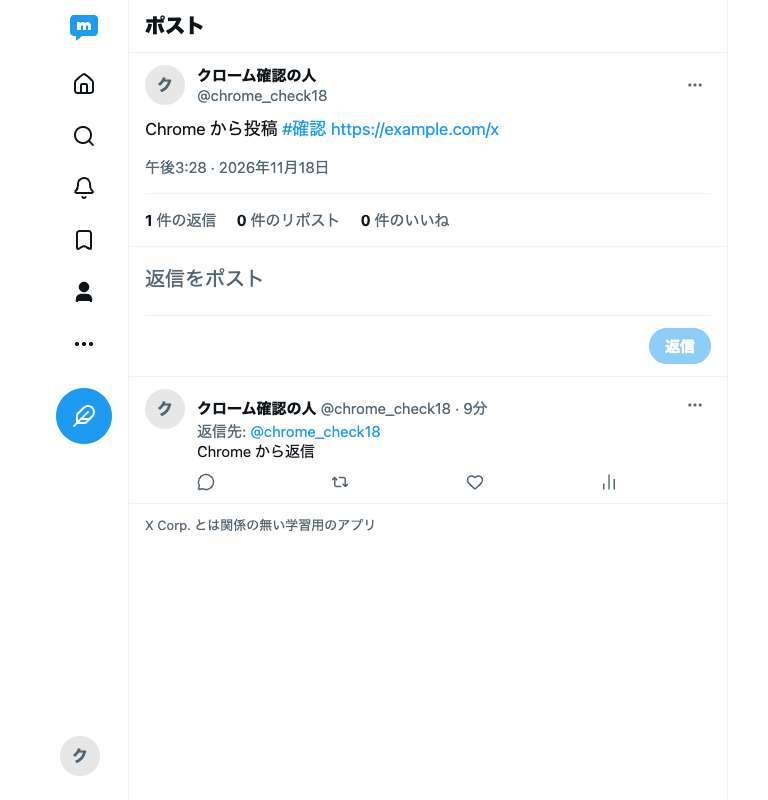 m
ポスト
ク
クローム確認の人
@chrome_check18
Chrome から投稿 #確認 https://example.com/x
午後3:28 · 2026年11月18日
1 件の返信 0 件のリポスト 0 件のいいね
返信をポスト
返信
ク
クローム確認の人 @chrome_check18 · 9分
返信先: @chrome_check18
Chrome から返信
X Corp. とは関係の無い学習用のアプリ
ク